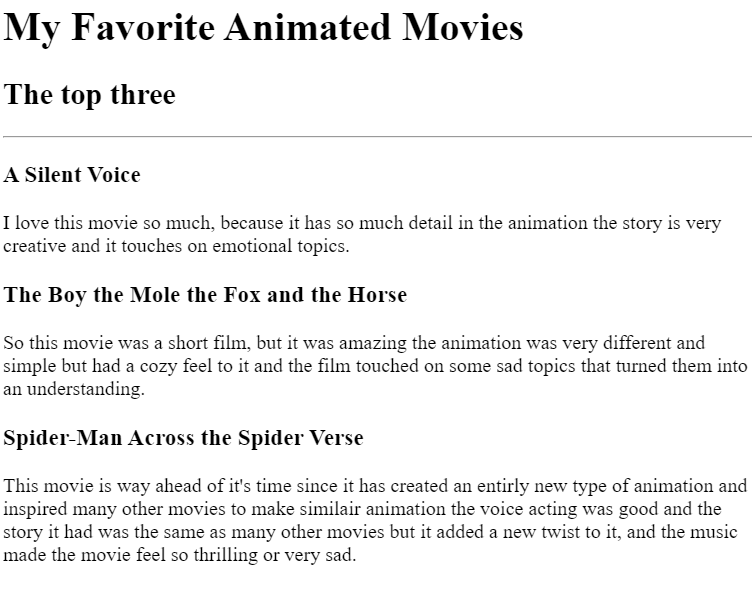 My Favorite Animated Movies
The top three
A Silent Voice
I love this movie so much, because it has so much detail in the animation the story is very
creative and it touches on emotional topics.
The Boy the Mole the Fox and the Horse
So this movie was a short film, but it was amazing the animation was very different and
simple but had a cozy feel to it and the film touched on some sad topics that turned them into
an understanding.
Spider-Man Across the Spider Verse
This movie is way ahead of it's time since it has created an entirly new type of animation and
inspired many other movies to make similair animation the voice acting was good and the
story it had was the same as many other movies but it added a new twist to it, and the music
made the movie feel so thrilling or very sad.